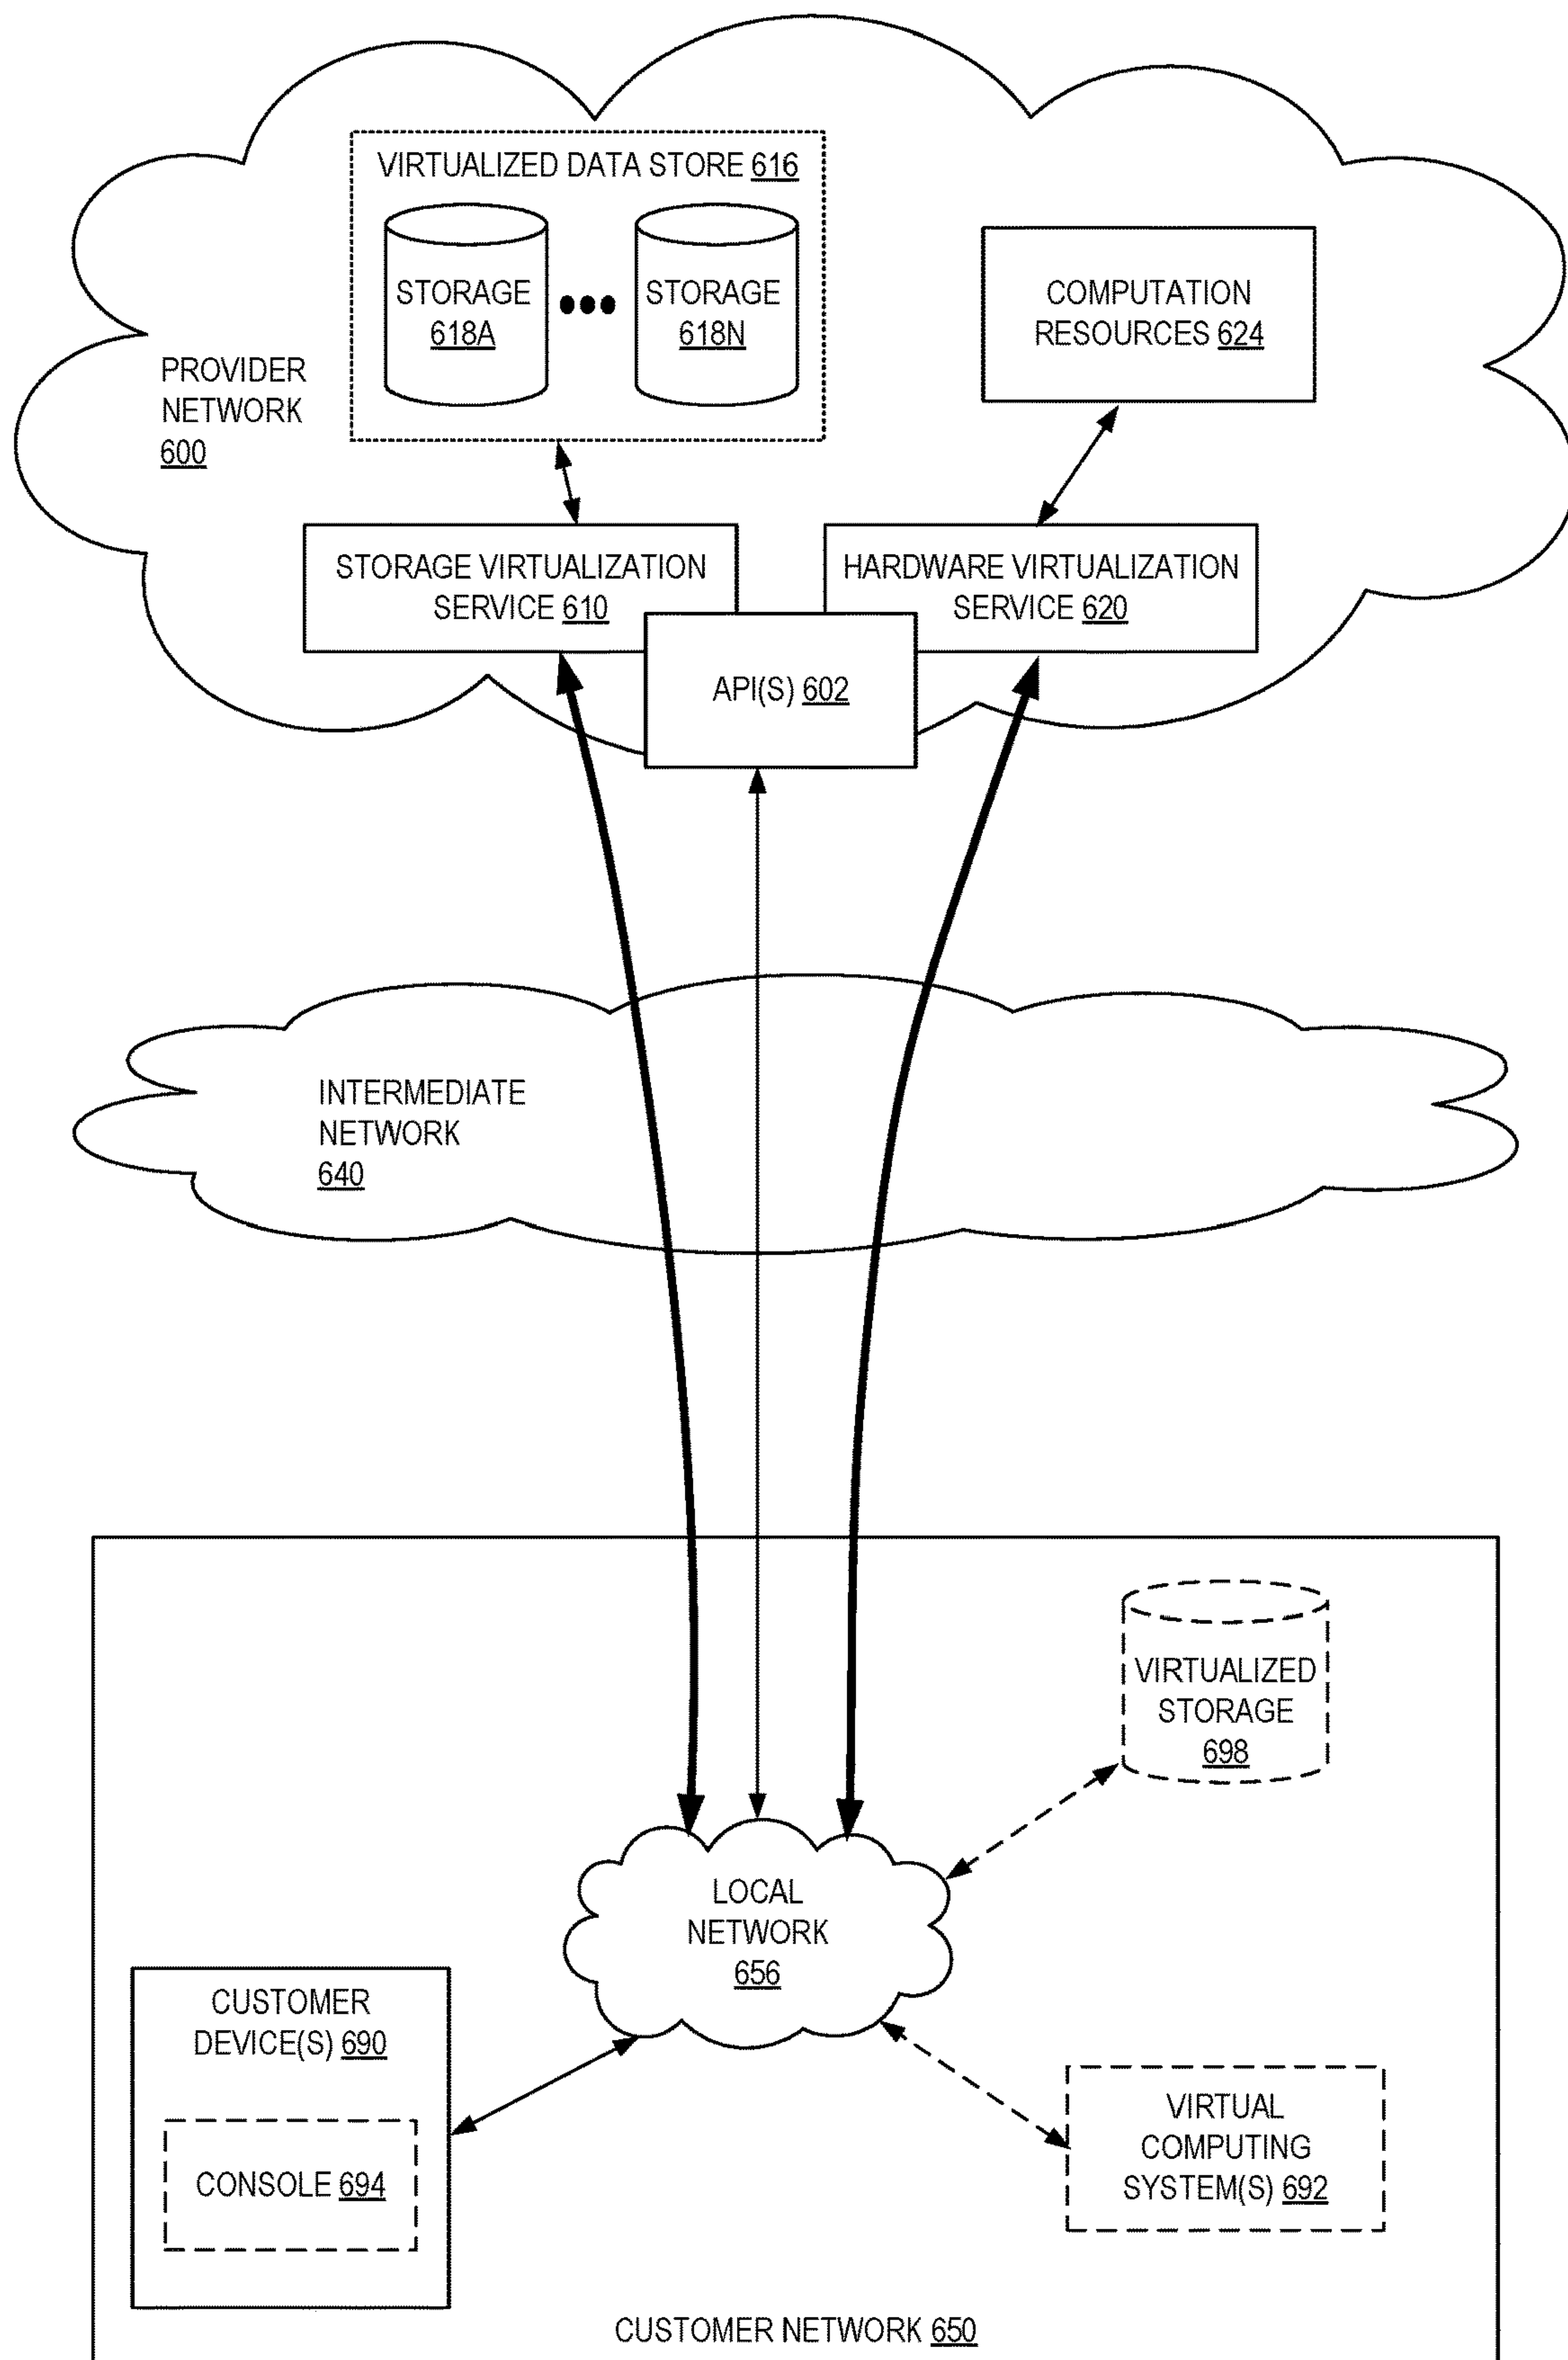 VIRTUALIZED DATA STORE 616
STORAGE
618A
STORAGE
618N
COMPUTATION
RESOURCES 624
PROVIDER
NETWORK
600
STORAGE VIRTUALIZATION
SERVICE 610
HARDWARE VIRTUALIZATION
SERVICE 620
API(S) 602
INTERMEDIATE
NETWORK
640
VIRTUALIZED
STORAGE
698
LOCAL
NETWORK
656
CUSTOMER
DEVICE(S) 690
CONSOLE 694
VIRTUAL
COMPUTING
SYSTEM(S) 692
CUSTOMER NETWORK 650